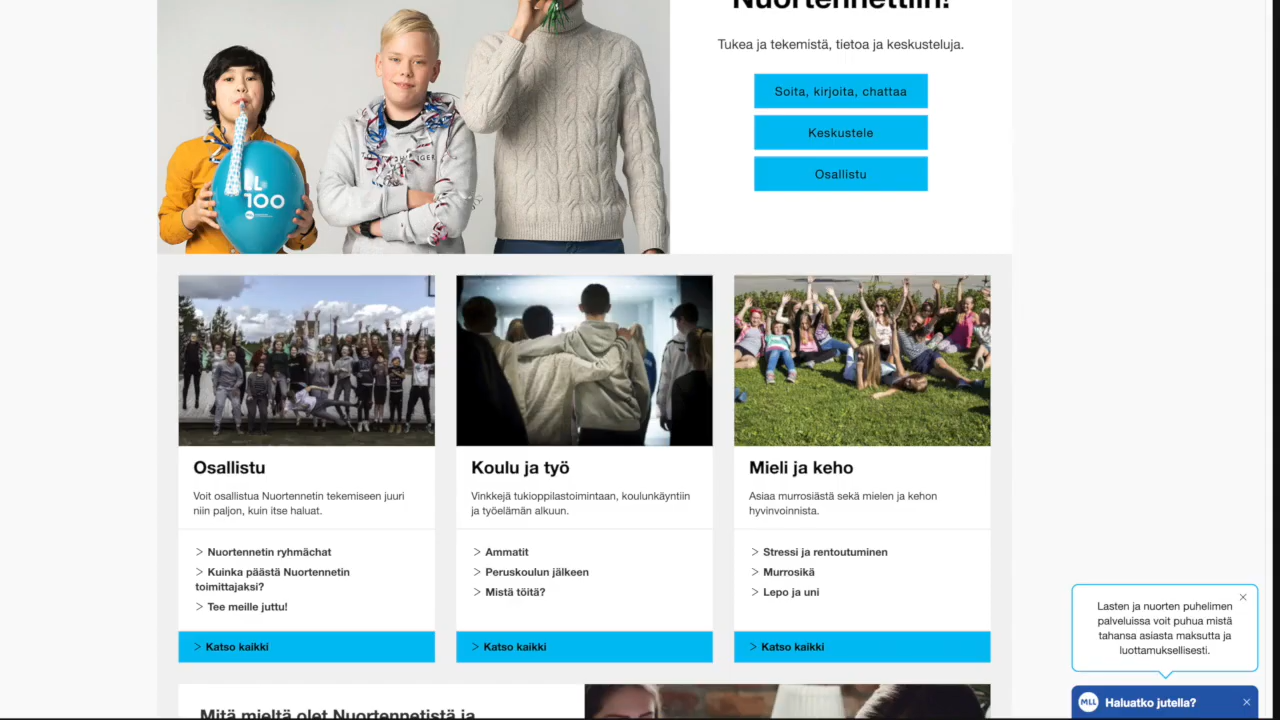 Nuortennettiin!
Tukea ja tekemistä, tietoa ja keskusteluja.
Soita, kirjoita, chattaa
Keskustele
Osallistu
100
MLL
Osallistu
Voit osallistua Nuortennetin tekemiseen juuri
niin paljon, kuin itse haluat.
> Nuortennetin ryhmächat
> Kuinka päästä Nuortennetin
toimittajaksi?
> Tee meille juttu!
> Katso kaikki
Koulu ja työ
Vinkkejä tukioppilastoimintaan, koulunkäyntiin
ja työelämän alkuun.
> Ammatit
> Peruskoulun jälkeen
> Mistä töitä?
> Katso kaikki
Mieli ja keho
Asiaa murrosiästä sekä mielen ja kehon
hyvinvoinnista.
> Stressi ja rentoutuminen
> Murrosikä
> Lepo ja uni
> Katso kaikki
Mitä mieltä olet Nuortennetistä ja
Lasten ja nuorten puhelimen
palveluissa voit puhua mistä
tahansa asiasta maksutta ja
luottamuksellisesti.
MLL Haluatko jutella?